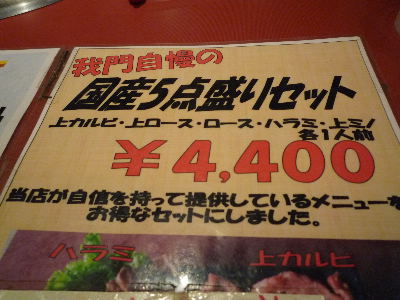 我門自慢の
国産5点盛りセット
上カルビ・上ロース・ロース・ハラミ・上ミノ
各1人前
￥4,400
当店が自信を持って提供しているメニューを
お得なセットにしました。
ハラミ 上カルビ